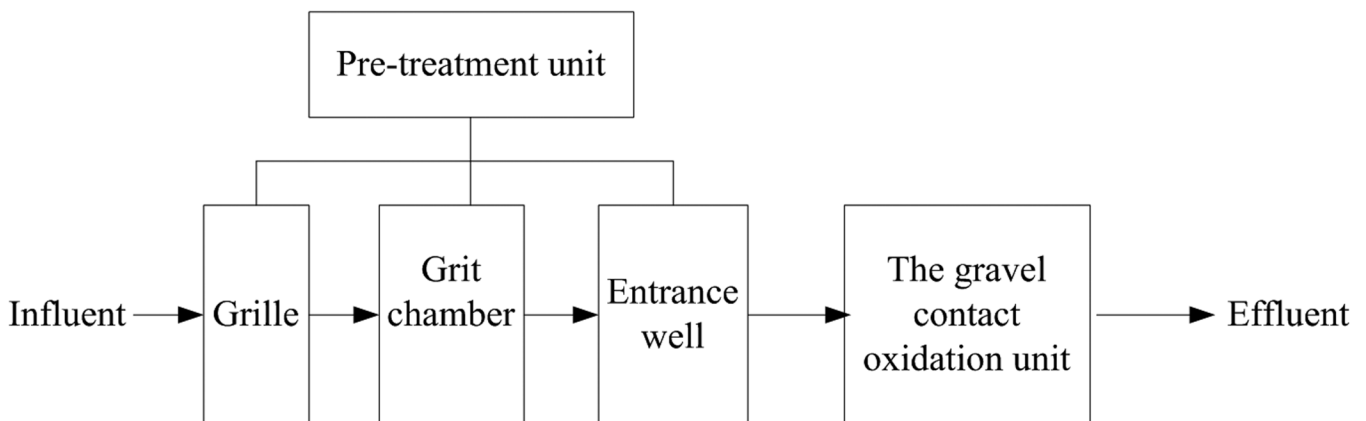 Pre-treatment unit
Influent
Grille
Grit
chamber
Entrance
well
The gravel
contact
oxidation unit
Effluent